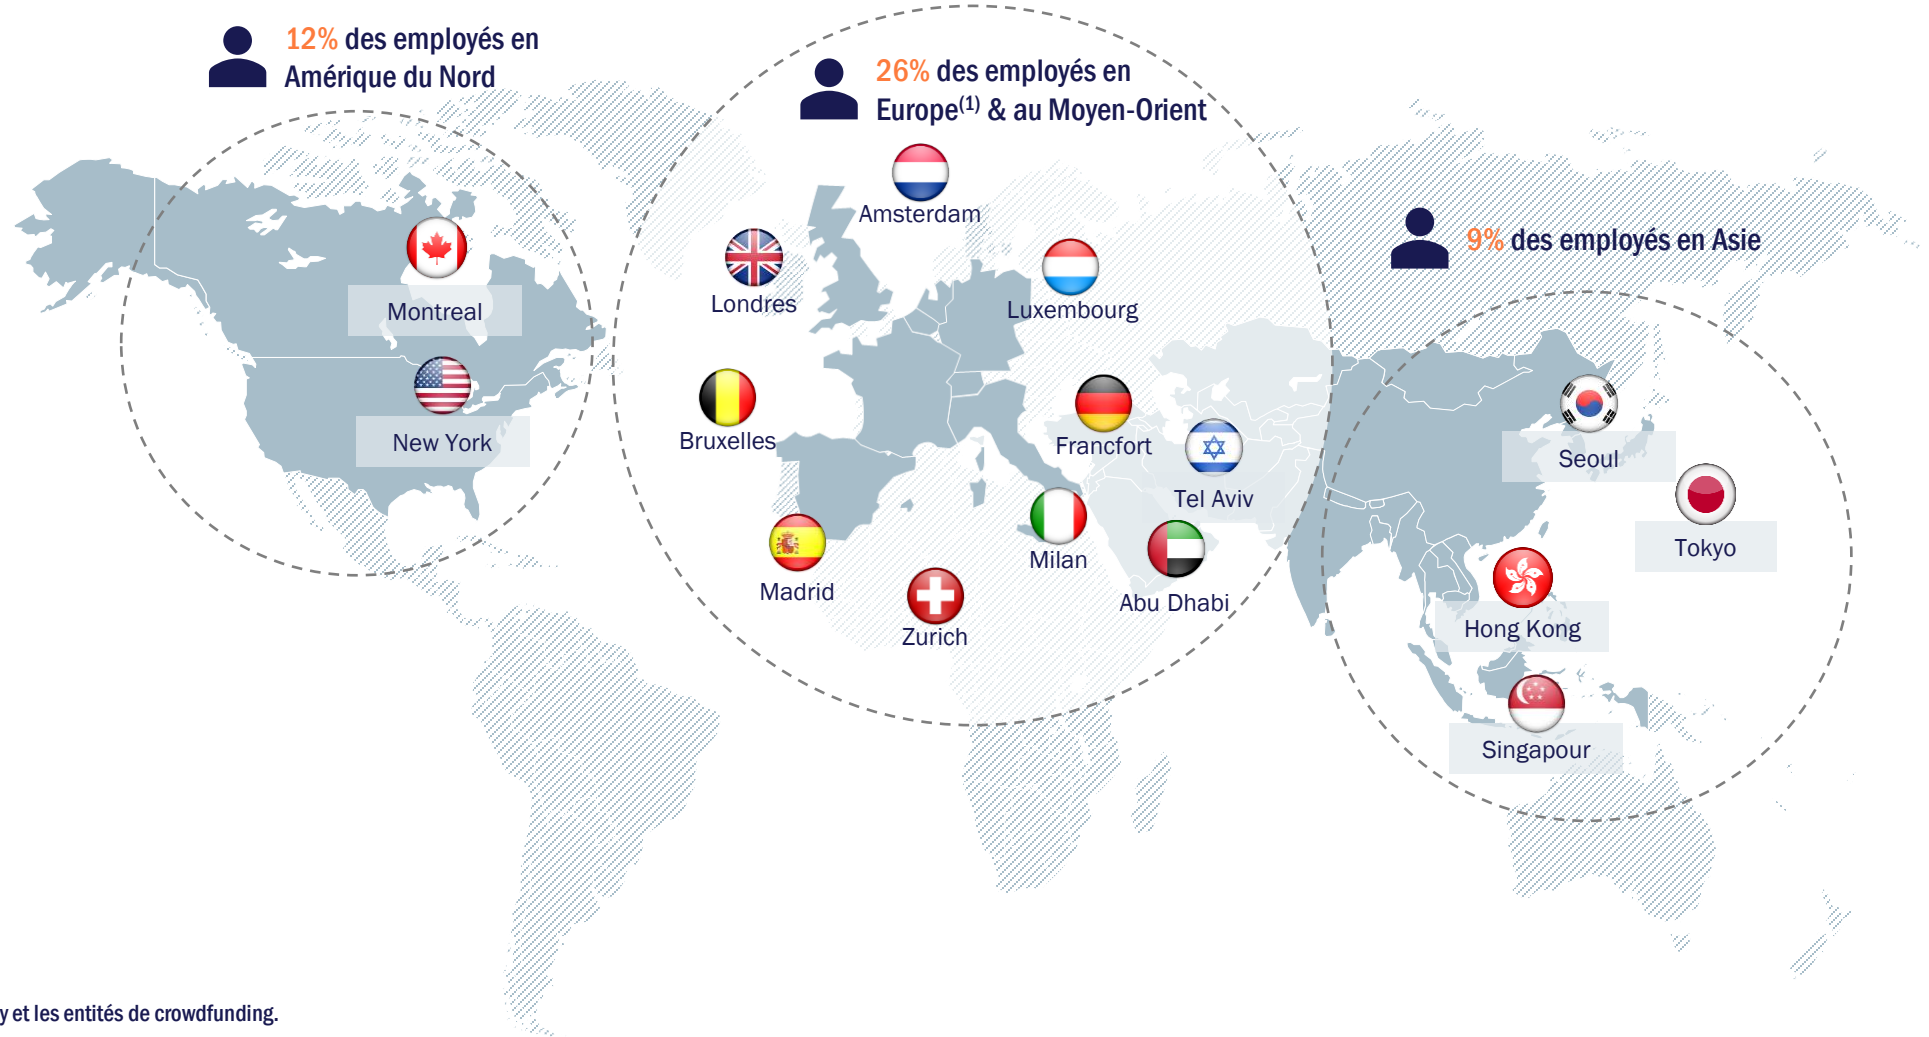 12% des employés en
Amérique du Nord
26% des employés en
Europe(1) & au Moyen-Orient
9% des employés en Asie
Amsterdam
Londres
Luxembourg
Montreal
New York
Bruxelles
Francfort
Tel Aviv
Seoul
Tokyo
Milan
Madrid
Abu Dhabi
Zurich
Hong Kong
Singapour
y et les entités de crowdfunding.